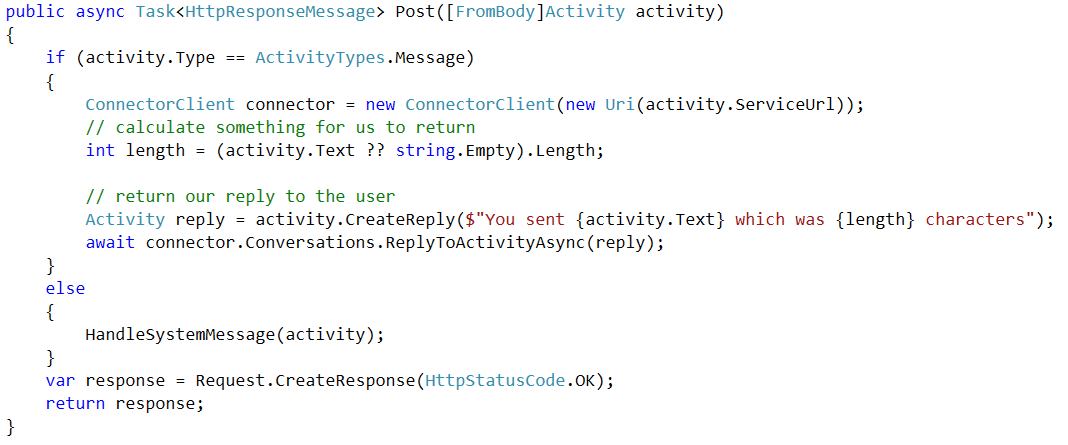 public async Task<HttpResponseMessage> Post([FromBody]Activity activity)
{
    if (activity.Type == ActivityTypes.Message)
    {
        ConnectorClient connector = new ConnectorClient(new Uri(activity.ServiceUrl));
        // calculate something for us to return
        int length = (activity.Text ?? string.Empty).Length;

        // return our reply to the user
        Activity reply = activity.CreateReply($"You sent {activity.Text} which was {length} characters");
        await connector.Conversations.ReplyToActivityAsync(reply);
    }
    else
    {
        HandleSystemMessage(activity);
    }
    var response = Request.CreateResponse(HttpStatusCode.OK);
    return response;
}